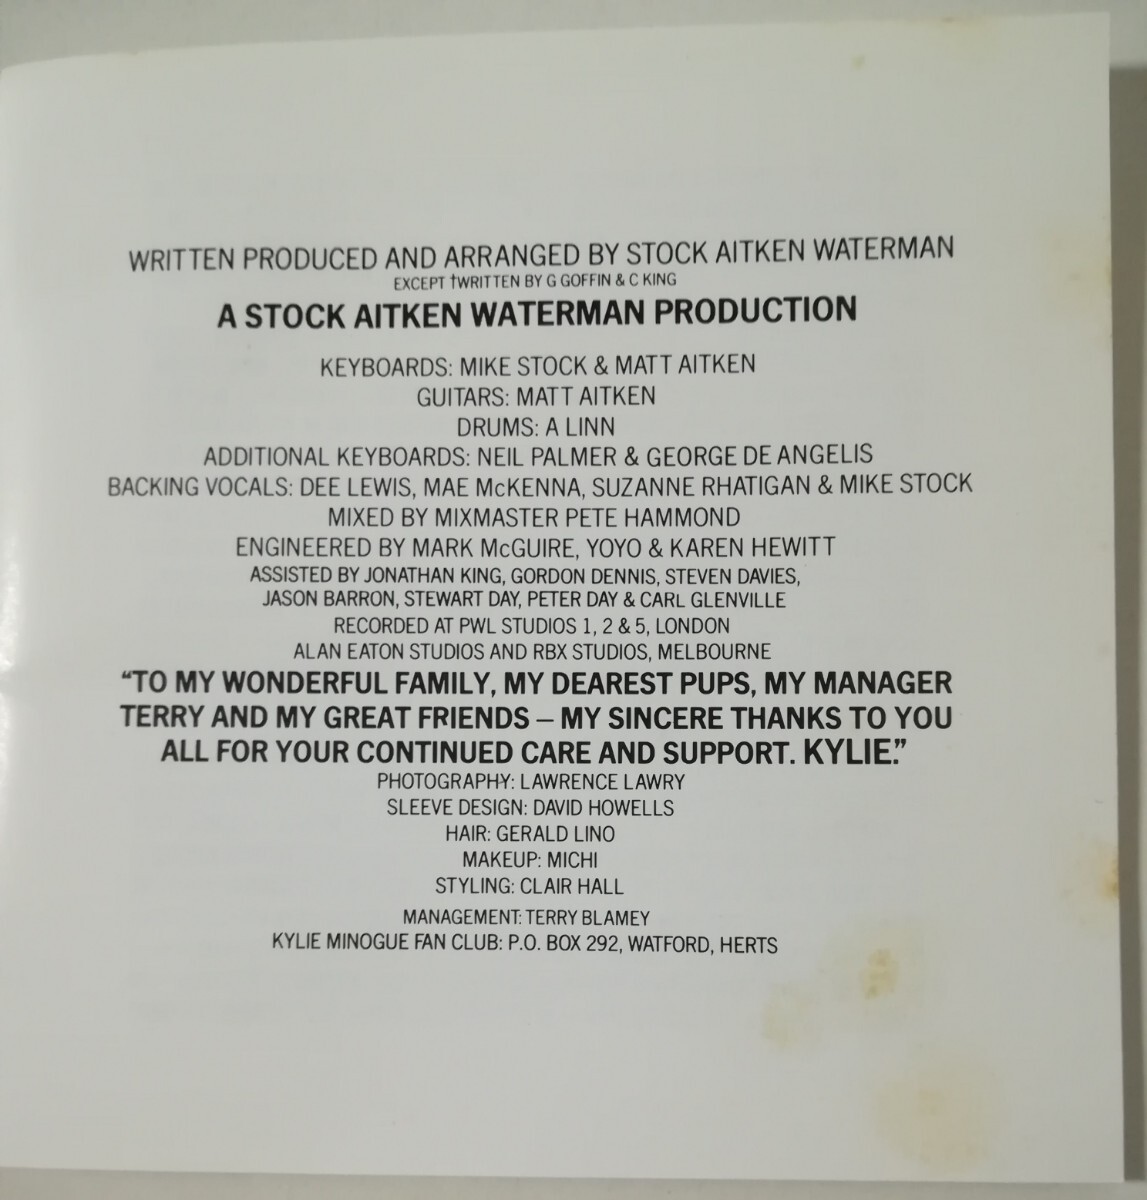 WRITTEN PRODUCED AND ARRANGED BY STOCK AITKEN WATERMAN
EXCEPT †WRITTEN BY G GOFFIN & C KING
A STOCK AITKEN WATERMAN PRODUCTION
KEYBOARDS: MIKE STOCK & MATT AITKEN
GUITARS: MATT AITKEN
DRUMS: A LINN
ADDITIONAL KEYBOARDS: NEIL PALMER & GEORGE DE ANGELIS
BACKING VOCALS: DEE LEWIS, MAE McKENNA, SUZANNE RHATIGAN & MIKE STOCK
MIXED BY MIXMASTER PETE HAMMOND
ENGINEERED BY MARK McGUIRE, YOYO & KAREN HEWITT
ASSISTED BY JONATHAN KING, GORDON DENNIS, STEVEN DAVIES,
JASON BARRON, STEWART DAY, PETER DAY & CARL GLENVILLE
RECORDED AT PWL STUDIOS 1, 2 & 5, LONDON
ALAN EATON STUDIOS AND RBX STUDIOS, MELBOURNE
“TO MY WONDERFUL FAMILY, MY DEAREST PUPS, MY MANAGER
TERRY AND MY GREAT FRIENDS – MY SINCERE THANKS TO YOU
ALL FOR YOUR CONTINUED CARE AND SUPPORT. KYLIE.”
PHOTOGRAPHY: LAWRENCE LAWRY
SLEEVE DESIGN: DAVID HOWELLS
HAIR: GERALD LINO
MAKEUP: MICHI
STYLING: CLAIR HALL
MANAGEMENT: TERRY BLAMEY
KYLIE MINOGUE FAN CLUB: P.O. BOX 292, WATFORD, HERTS